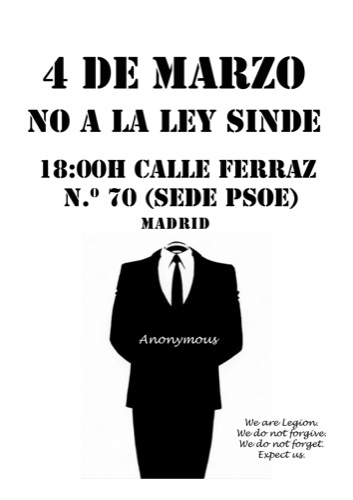 4 DE MARZO
NO A LA LEY SINDE
18:00H CALLE FERRAZ
N.º 70 (SEDE PSOE)
MADRID
Anonymous
We are Legion.
We do not forgive.
We do not forget.
Expect us.